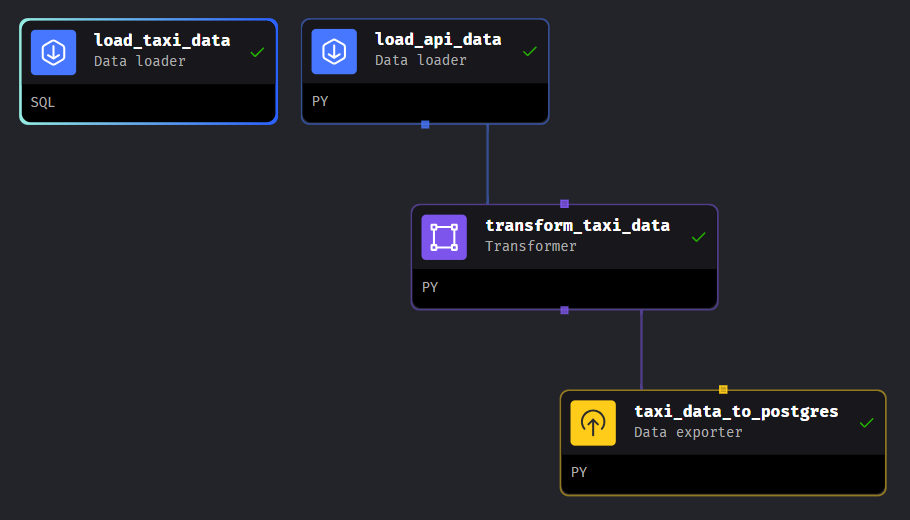 load_taxi_data
Data loader
SQL
load_api_data
Data loader
PY
transform_taxi_data
Transformer
PY
taxi_data_to_postgres
Data exporter
PY